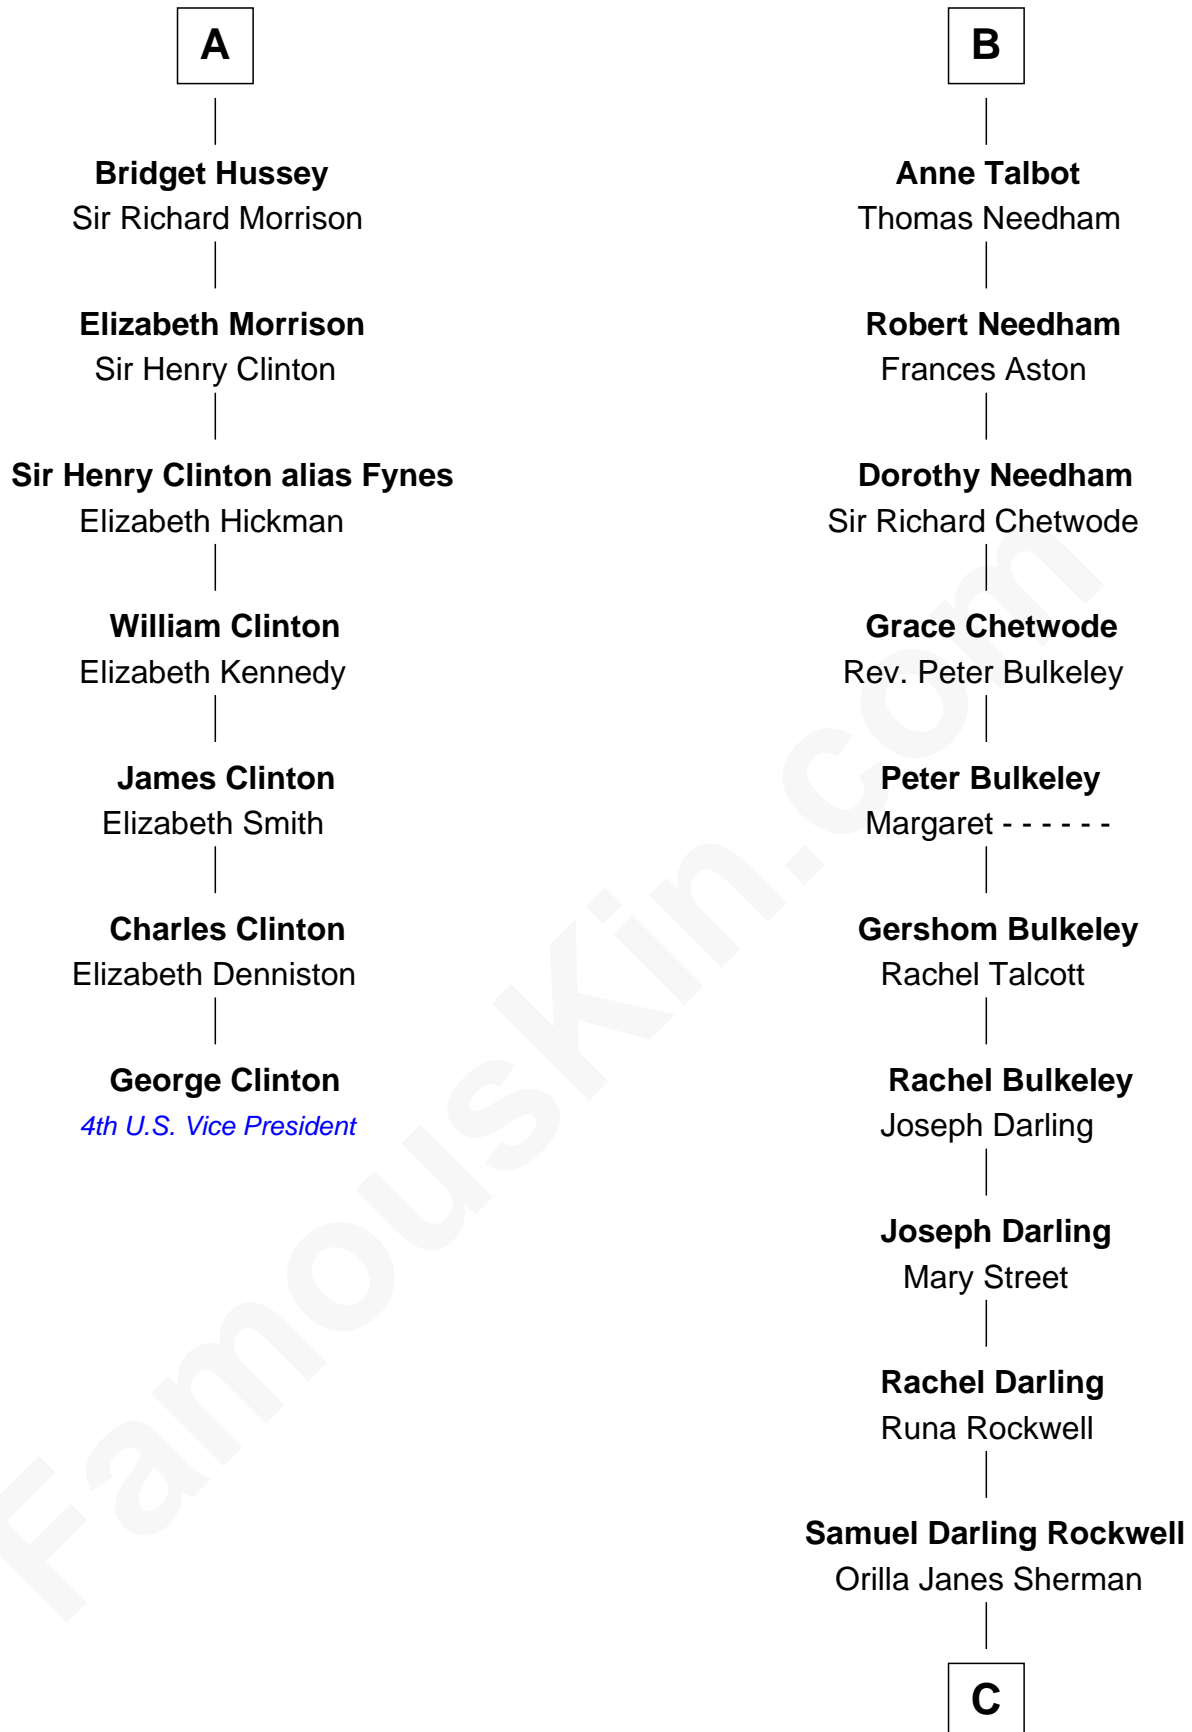 A
Bridget Hussey
Sir Richard Morrison
Elizabeth Morrison
Sir Henry Clinton
Sir Henry Clinton alias Fynes
Elizabeth Hickman
William Clinton
Elizabeth Kennedy
James Clinton
Elizabeth Smith
Charles Clinton
Elizabeth Denniston
George Clinton
4th U.S. Vice President
B
Anne Talbot
Thomas Needham
Robert Needham
Frances Aston
Dorothy Needham
Sir Richard Chetwode
Grace Chetwode
Rev. Peter Bulkeley
Peter Bulkeley
Margaret - - - - - -
Gershom Bulkeley
Rachel Talcott
Rachel Bulkeley
Joseph Darling
Joseph Darling
Mary Street
Rachel Darling
Runa Rockwell
Samuel Darling Rockwell
Orilla Janes Sherman
C
FamousKin.com